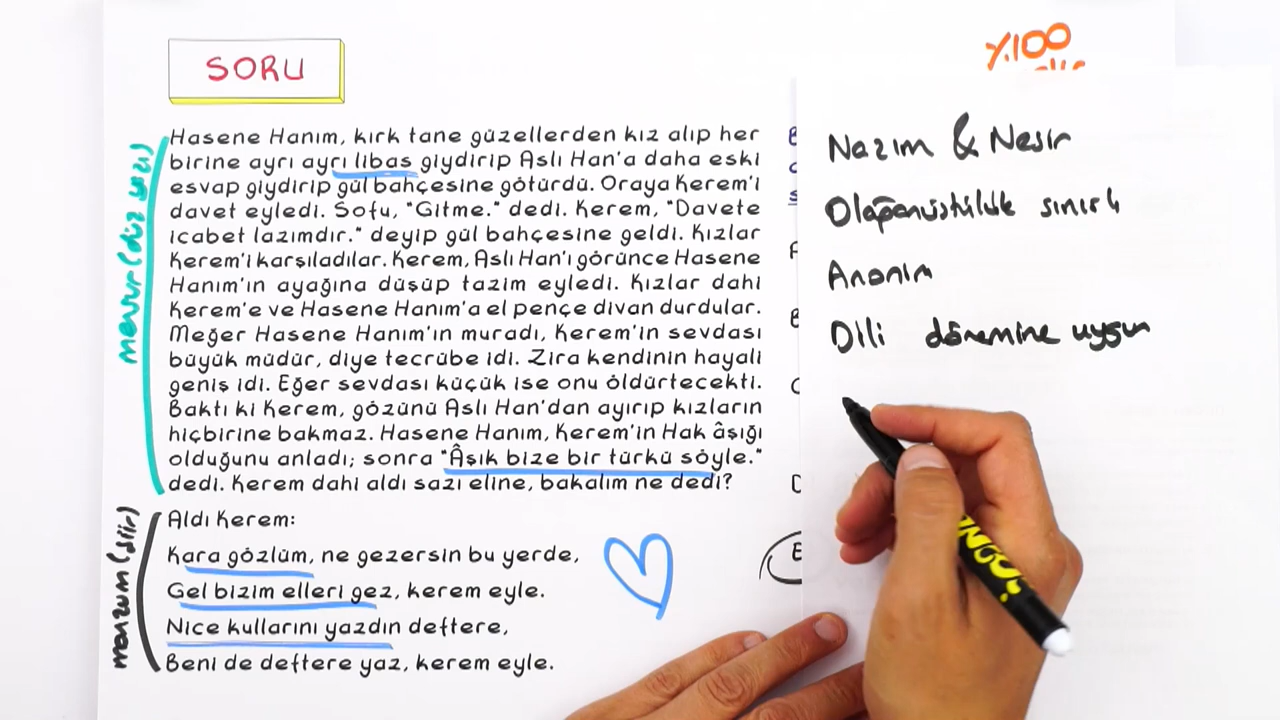 SORU
%100
Hasene Hanım, kırk tane güzellerden kız alıp her
birine ayrı ayrı libas giydirip Aslı Han'a daha eski
esvap giydirip gül bahçesine götürdü. Oraya Kerem'i
davet eyledi. Sofu, "Gitme." dedi. Kerem, "Davete
icabet lazımdır." deyip gül bahçesine geldi. Kızlar
Kerem'i karşıladılar. Kerem, Aslı Han'ı görünce Hasene
Hanım'ın ayağına düşüp tazim eyledi. Kızlar dahi
Kerem'e ve Hasene Hanım'a el pençe divan durdular.
Meğer Hasene Hanım'ın muradı, Kerem'in sevdası
büyük müdür, diye tecrübe idi. Zira kendinin hayali
geniş idi. Eğer sevdası küçük ise onu öldürtecekti.
Baktı ki Kerem, gözünü Aslı Han'dan ayırıp kızların
hiçbirine bakmaz. Hasene Hanım, Kerem'in Hak âşığı
olduğunu anladı; sonra "Âşık bize bir türkü söyle."
dedi. Kerem dahi aldı sazı eline, bakalım ne dedi?
Aldı Kerem:
Kara gözlüm, ne gezersin bu yerde,
Gel bizim elleri gez, kerem eyle.
Nice kullarını yazdın deftere,
Beni de deftere yaz, kerem eyle.
mensur (düz yazı)
manzum (şiir)
Nazım & Nesir
Olağanüstülük sınırlı
Anonim
Dili dönemine uygun